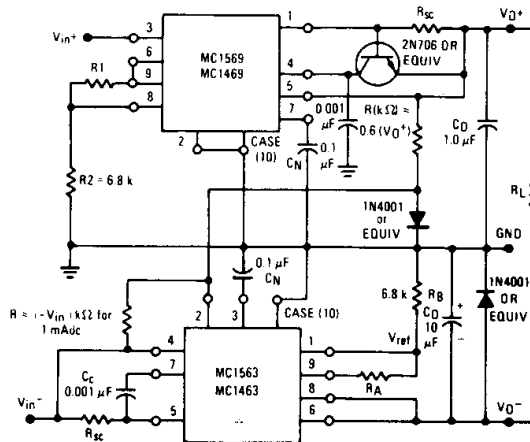 Vin+
3
1
Rsc
VO+
6
9
8
R1
MC1569
MC1469
4
5
7
2N706 OR
EQUIV
0.001
µF
R(kΩ) ≈
0.6 (VO+)
CD
1.0 µF
2
CASE
(10)
0.1
µF
CN
R2 = 6.8 k
1N4001
or
EQUIV
RL
GND
0.1 µF
CN
CASE (10)
6.8 k
RB
CD
10
µF
+
–
1N4001
OR
EQUIV
kΩ for
1 mAdc
2
3
4
7
5
MC1563
MC1463
1
9
8
6
Vref
RA
CC
0.001 µF
Vin–
Rsc
VO–